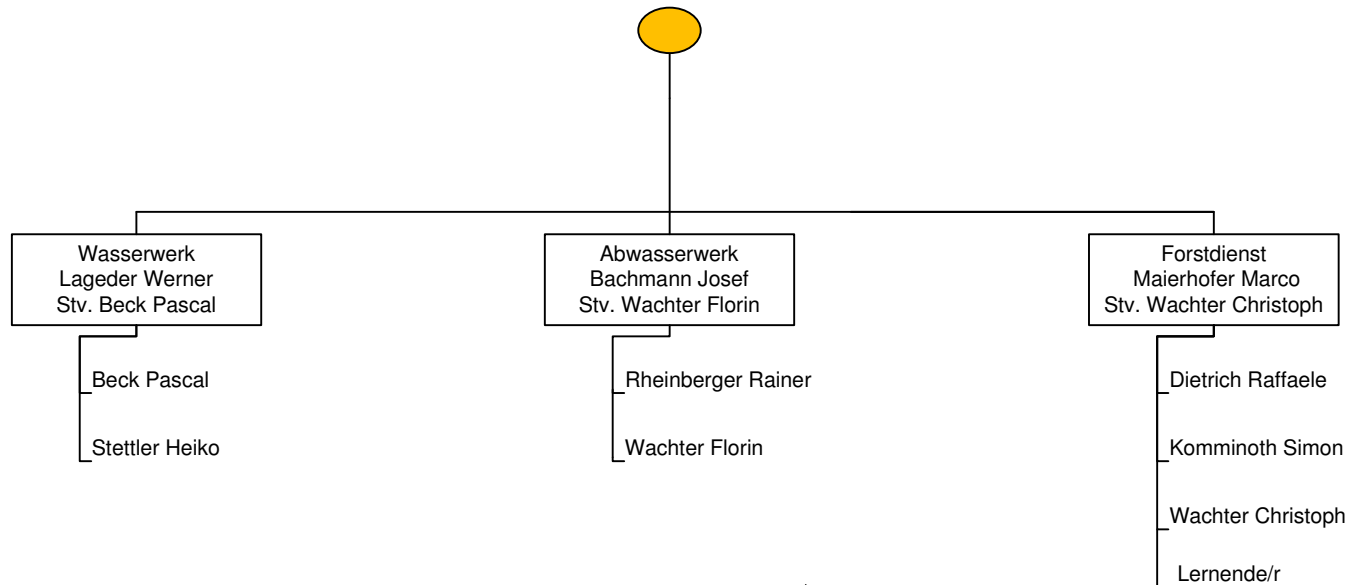 Wasserwerk
Lageder Werner
Stv. Beck Pascal
Beck Pascal
Stettler Heiko
Abwasserwerk
Bachmann Josef
Stv. Wachter Florin
Rheinberger Rainer
Wachter Florin
Forstdienst
Maierhofer Marco
Stv. Wachter Christoph
Dietrich Raffaele
Komminoth Simon
Wachter Christoph
Lernende/r